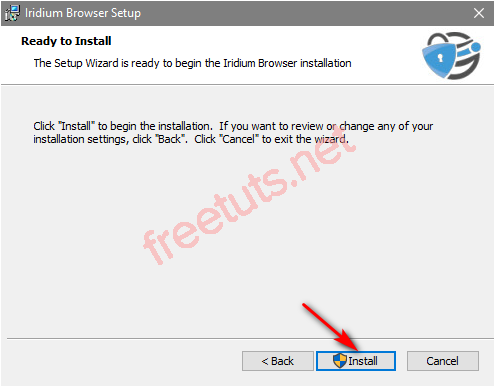 Iridium Browser Setup
Ready to Install
The Setup Wizard is ready to begin the Iridium Browser installation
Click "Install" to begin the installation. If you want to review or change any of your
installation settings, click "Back". Click "Cancel" to exit the wizard.
freetuts.net
< Back
Install
Cancel